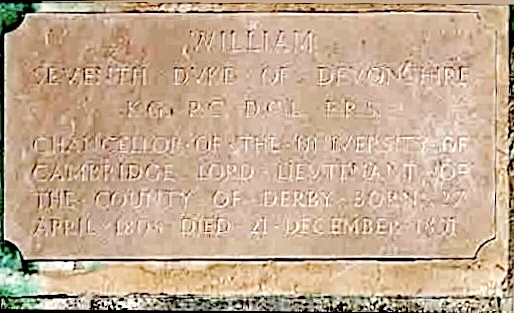 WILLIAM
SEVENTH DVKE OF DEVONSHIRE
K·G· P·C· D·C·L· F·R·S·
CHANCELLOR·OF·THE·UNIVERSITY·OF
CAMBRIDGE·LORD·LIEUTENANT·OF
THE·COUNTY·OF·DERBY·BORN·27
APRIL·1808·DIED·21·DECEMBER·1891